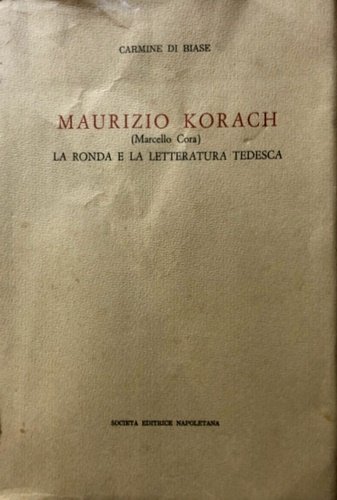 CARMINE DI BIASE
MAURIZIO KORACH
(Marcello Cora)
LA RONDA E LA LETTERATURA TEDESCA
SOCIETÀ EDITRICE NAPOLETANA